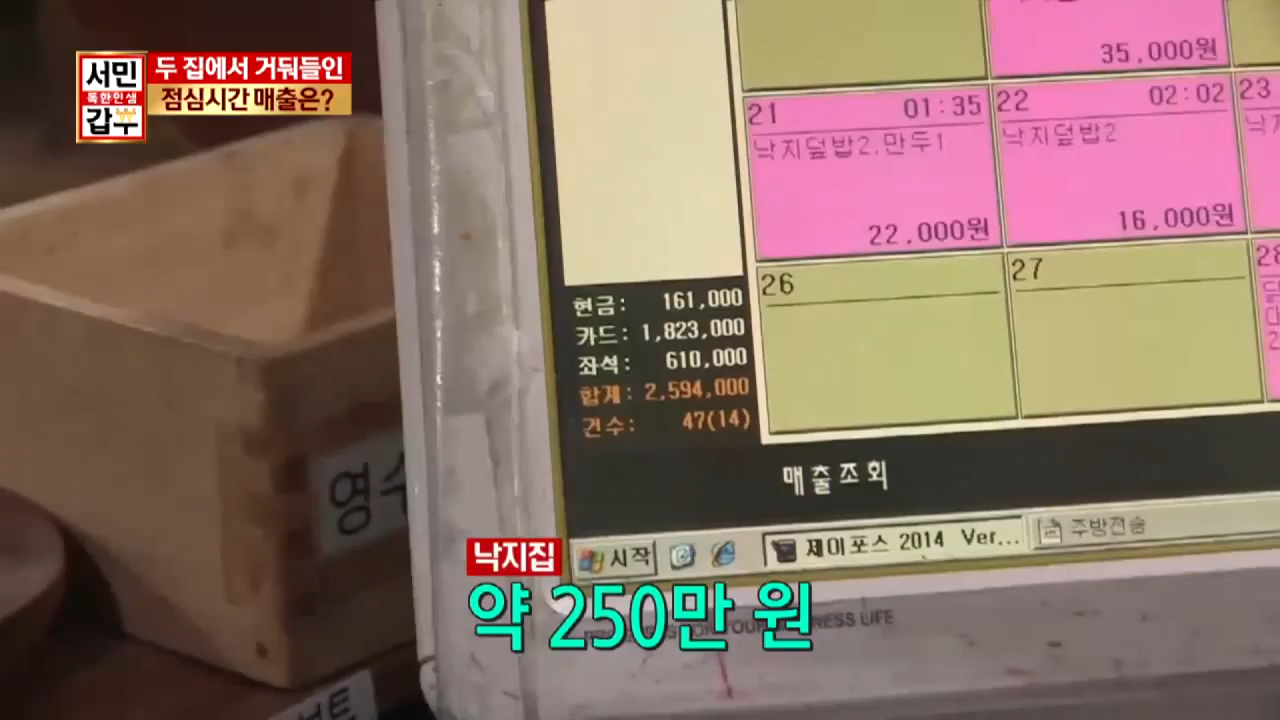 서민
독한인생
갑부
두 집에서 거둬들인
점심시간 매출은?
35,000원
21 01:35
낙지덮밥2.만두1
22,000원
22 02:02
낙지덮밥2
16,000원
23
26
27
28
현금: 161,000
카드: 1,823,000
좌석: 610,000
합계: 2,594,000
건수: 47(14)
매출조회
시작
제이포스 2014 Ver...
주방전송
영수
낙지집
약 250만 원